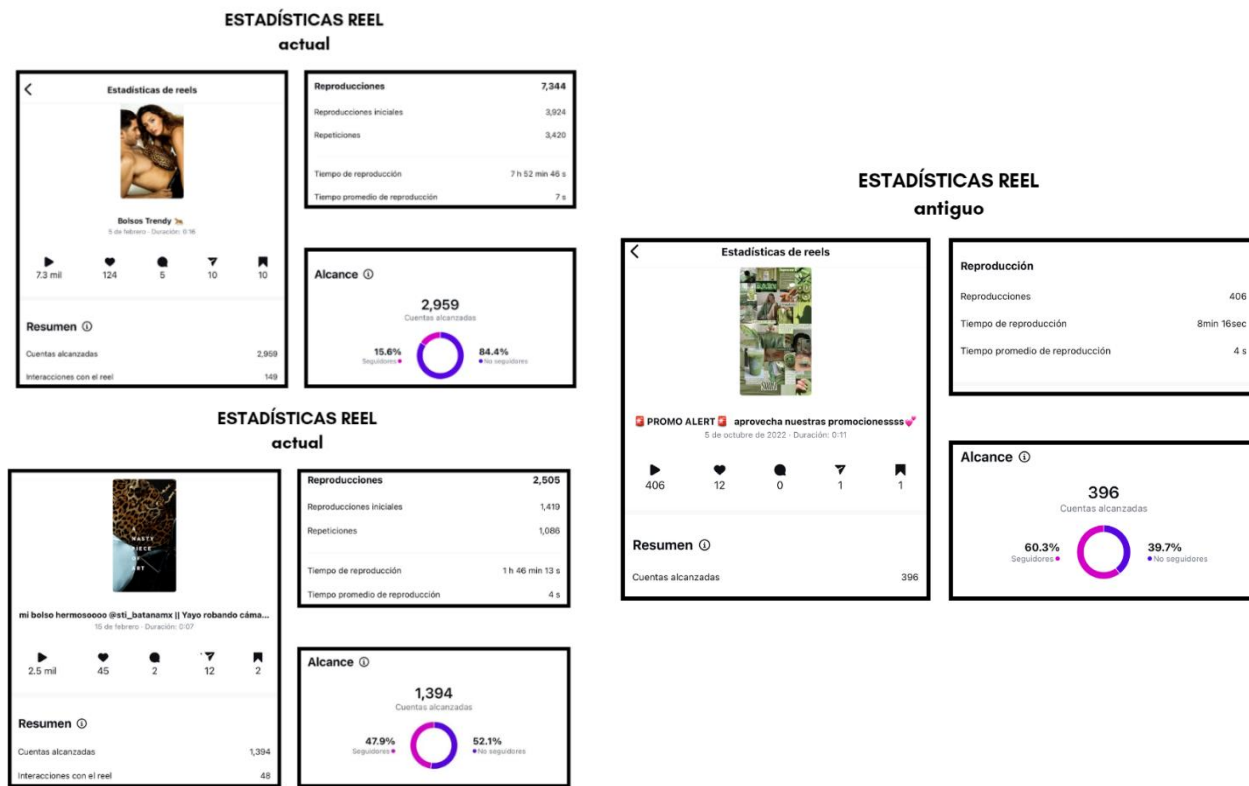 ESTADÍSTICAS REEL
actual
Estadísticas de reels
Bolsos Trendy 🐆
5 de febrero · Duración: 0:16
7.3 mil 124 5 10 10
Resumen
Cuentas alcanzadas 2,959
Interacciones con el reel 149
Reproducciones 7,344
Reproducciones iniciales 3,924
Repeticiones 3,420
Tiempo de reproducción 7 h 52 min 46 s
Tiempo promedio de reproducción 7 s
Alcance
2,959
Cuentas alcanzadas
15.6% 84.4%
Seguidores No seguidores
ESTADÍSTICAS REEL
actual
A
NASTY
PIECE
OF
ART
mi bolso hermosoooo @sti_batanamx || Yayo robando cáma...
15 de febrero · Duración: 0:07
2.5 mil 45 2 12 2
Resumen
Cuentas alcanzadas 1,394
Interacciones con el reel 48
Reproducciones 2,505
Reproducciones iniciales 1,419
Repeticiones 1,086
Tiempo de reproducción 1 h 46 min 13 s
Tiempo promedio de reproducción 4 s
Alcance
1,394
Cuentas alcanzadas
47.9% 52.1%
Seguidores No seguidores
ESTADÍSTICAS REEL
antiguo
Estadísticas de reels
🚨 PROMO ALERT 🚨 aprovecha nuestras promocionessss💕
5 de octubre de 2022 · Duración: 0:11
406 12 0 1 1
Resumen
Cuentas alcanzadas 396
Reproducción
Reproducciones 406
Tiempo de reproducción 8min 16sec
Tiempo promedio de reproducción 4 s
Alcance
396
Cuentas alcanzadas
60.3% 39.7%
Seguidores No seguidores